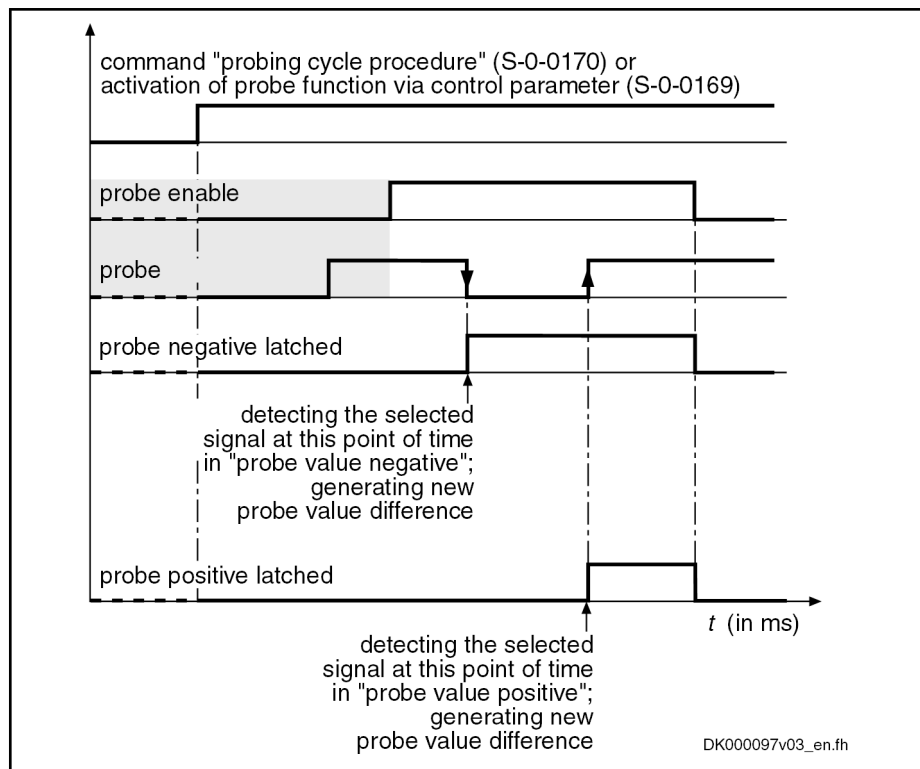 command "probing cycle procedure" (S-0-0170) or
activation of probe function via control parameter (S-0-0169)
probe enable
probe
probe negative latched
detecting the selected
signal at this point of time
in "probe value negative";
generating new
probe value difference
probe positive latched
t (in ms)
detecting the selected
signal at this point of time
in "probe value positive";
generating new
probe value difference
DK000097v03_en.fh